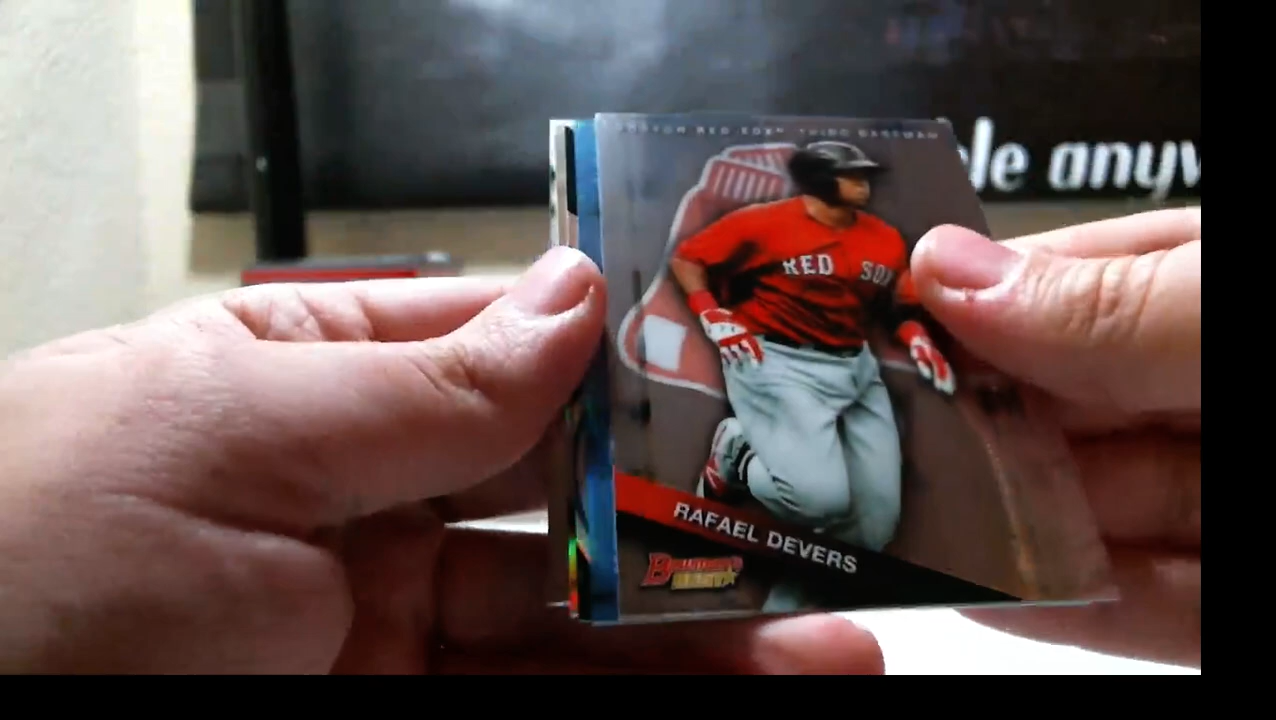 BOSTON RED SOX® THIRD BASEMAN
le anyw
RED SOX
RAFAEL DEVERS
BOWMAN'S
BEST